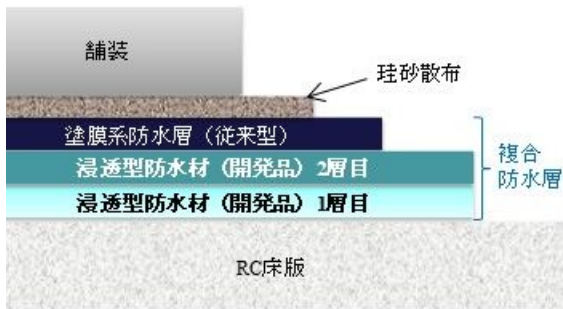 舗装
珪砂散布
塗膜系防水層（従来型）
浸透型防水材（開発品）2層目
浸透型防水材（開発品）1層目
複合
防水層
RC床版